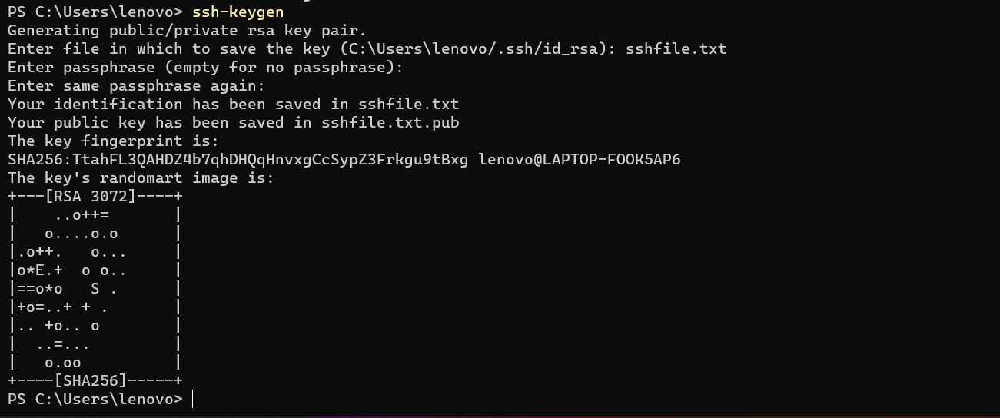 PS C:\Users\lenovo> ssh-keygen
Generating public/private rsa key pair.
Enter file in which to save the key (C:\Users\lenovo/.ssh/id_rsa): sshfile.txt
Enter passphrase (empty for no passphrase):
Enter same passphrase again:
Your identification has been saved in sshfile.txt
Your public key has been saved in sshfile.txt.pub
The key fingerprint is:
SHA256:TtahFL3QAHDZ4b7qhDHQqHnvxgCcSypZ3Frkgu9tBxg lenovo@LAPTOP-FOOK5AP6
The key's randomart image is:
+---[RSA 3072]----+
|    ..o++=       |
|   o....o.o      |
|.o++.   o...     |
|o*E.+  o o..     |
|==o*o   S .      |
|+o=..+ + .       |
|.. +o.. o        |
|  ..=...         |
|   o.oo          |
+----[SHA256]-----+
PS C:\Users\lenovo>